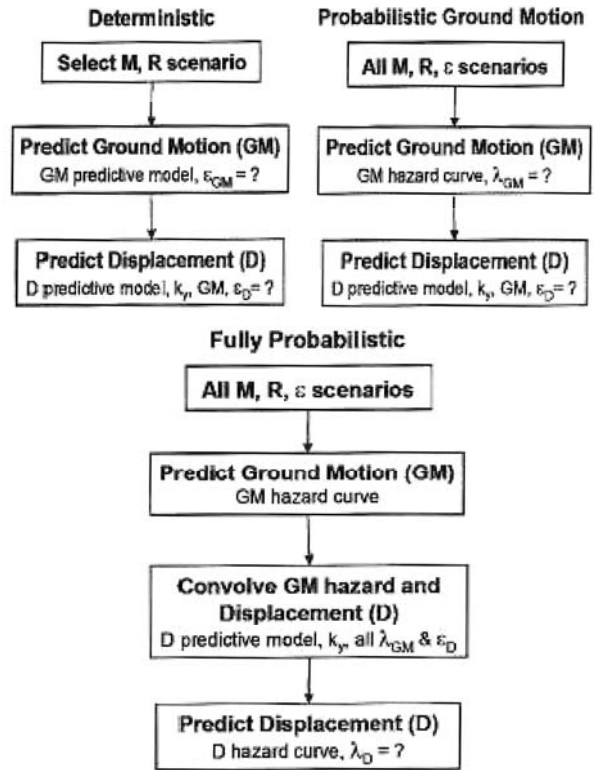 Deterministic
Select M, R scenario
Predict Ground Motion (GM)
GM predictive model, εGM = ?
Predict Displacement (D)
D predictive model, ky, GM, εD = ?
Probabilistic Ground Motion
All M, R, ε scenarios
Predict Ground Motion (GM)
GM hazard curve, λGM = ?
Predict Displacement (D)
D predictive model, ky, GM, εD = ?
Fully Probabilistic
All M, R, ε scenarios
Predict Ground Motion (GM)
GM hazard curve
Convolve GM hazard and
Displacement (D)
D predictive model, ky, all λGM & εD
Predict Displacement (D)
D hazard curve, λD = ?